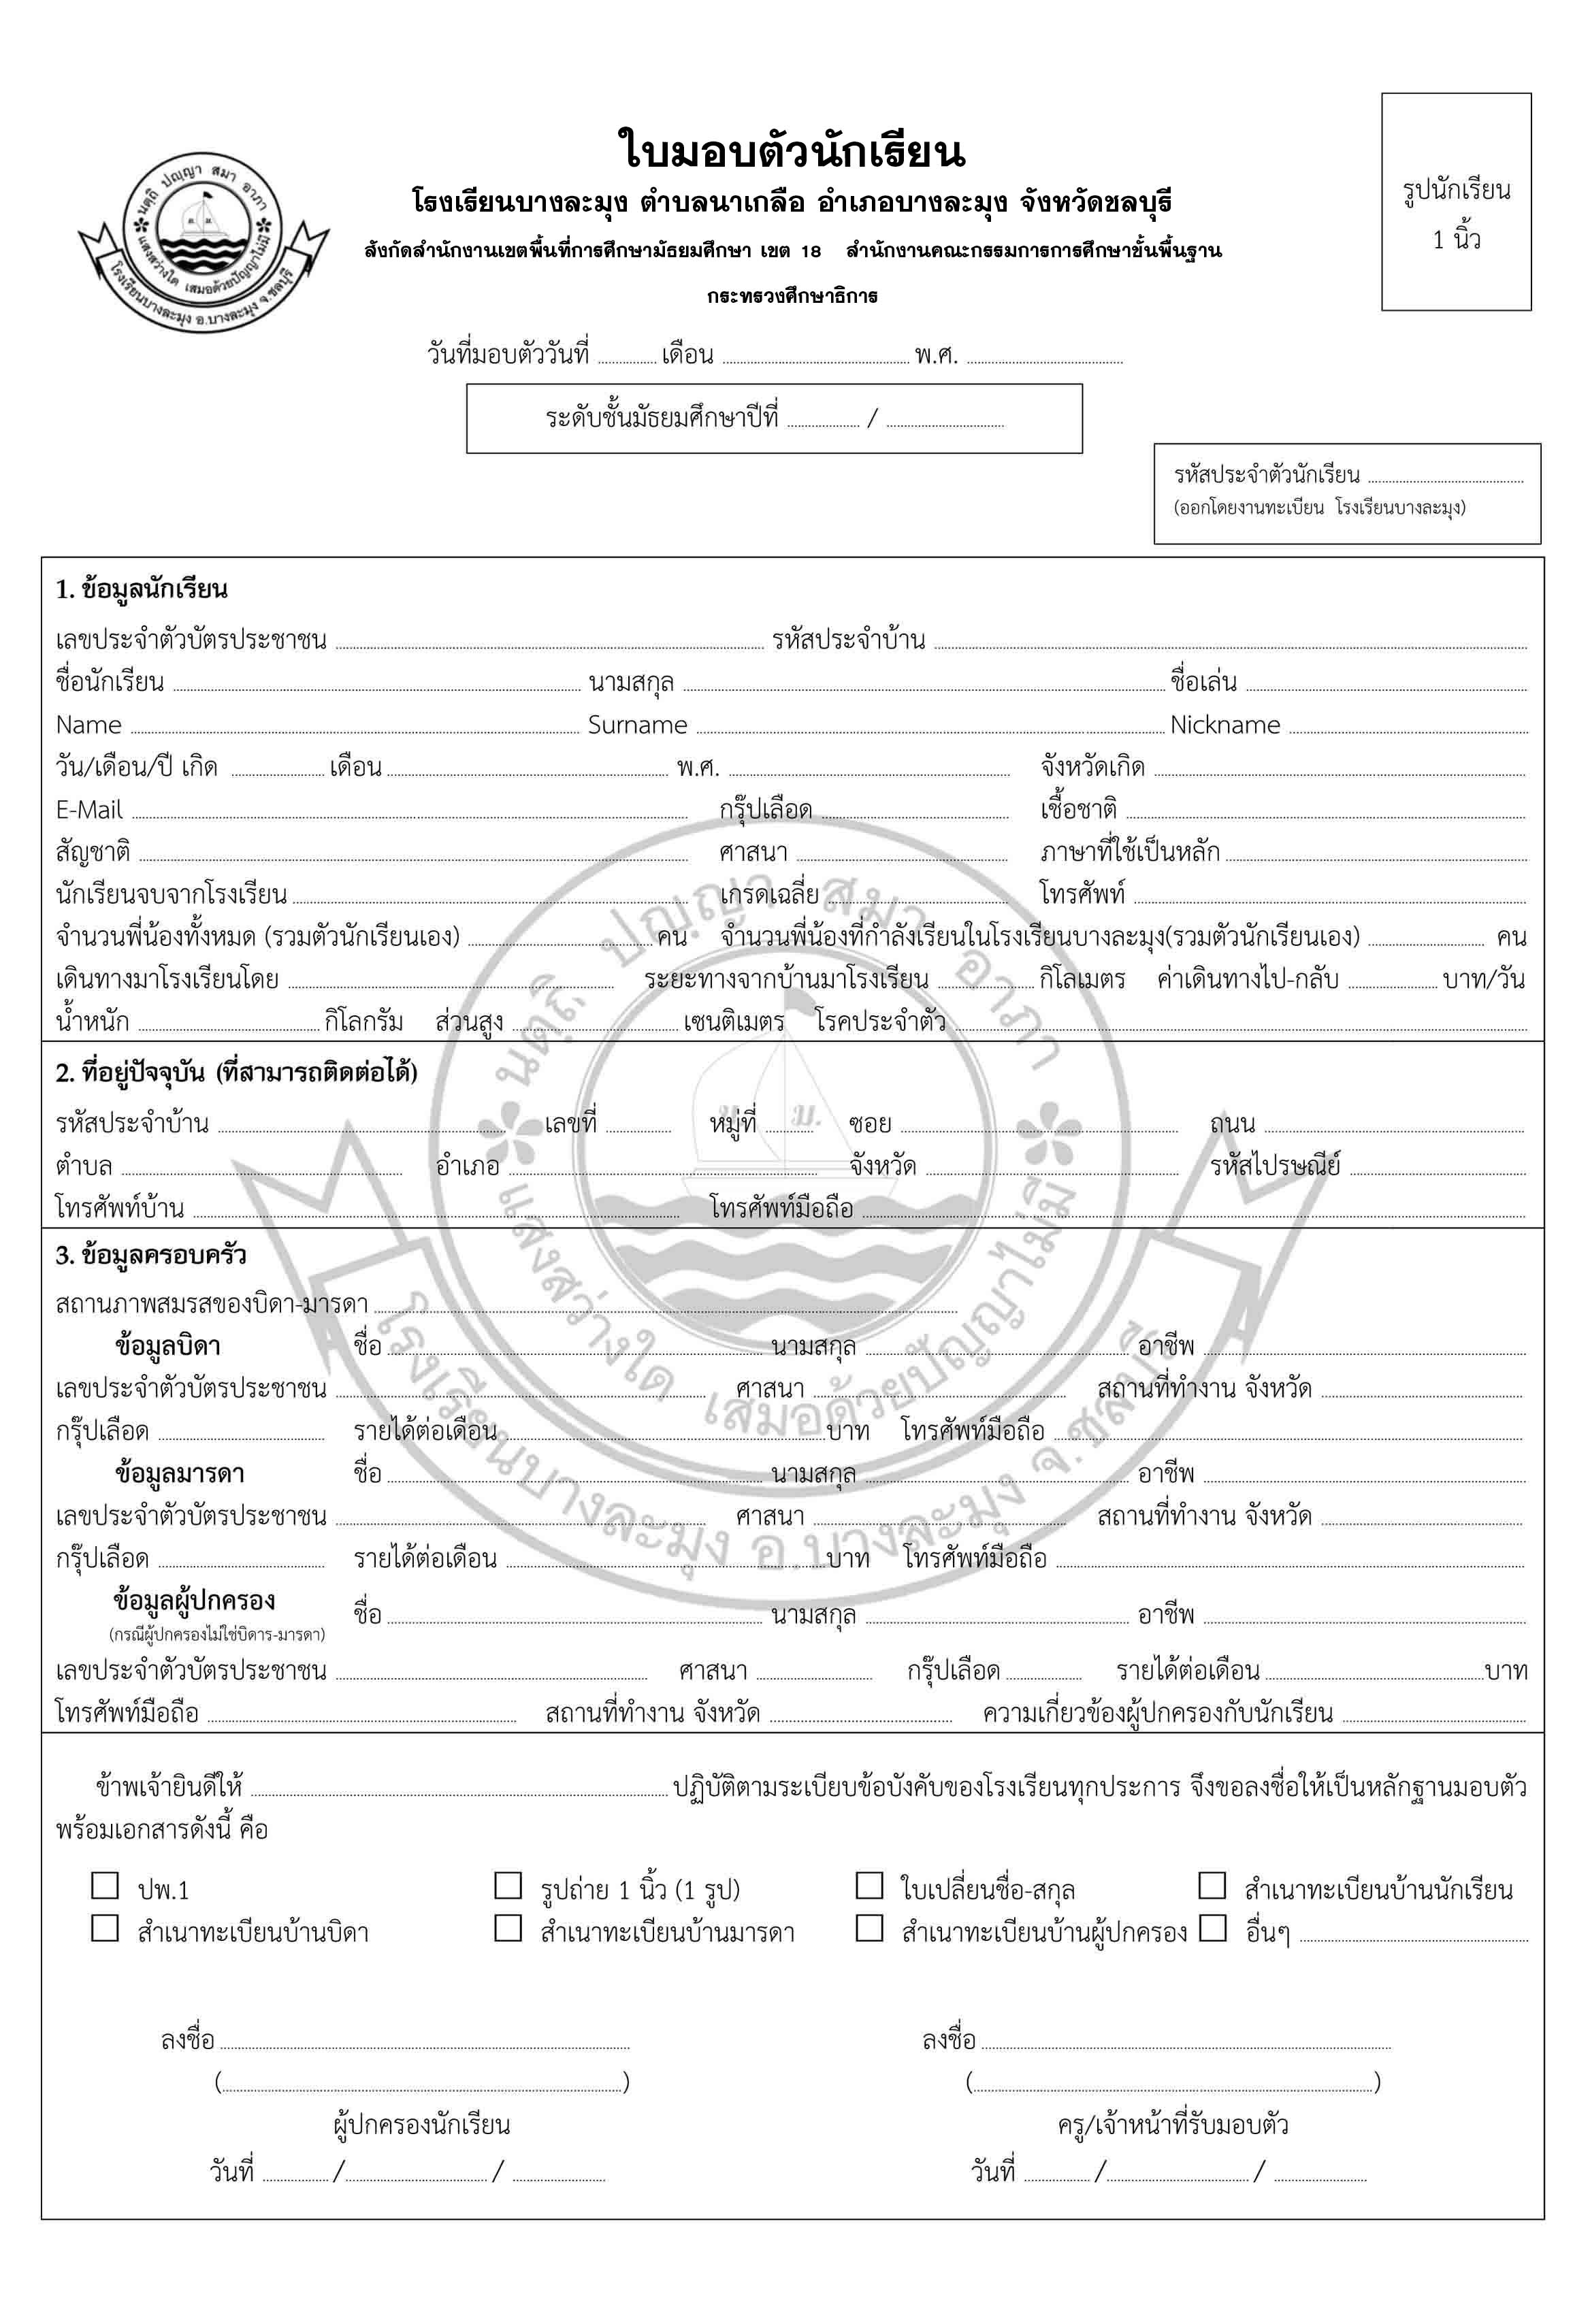 นตฺถิ ปญฺญา สมา อาภา
แสงสว่างใด เสมอด้วยปัญญาไม่มี
โรงเรียนบางละมุง อ.บางละมุง จ.ชลบุรี
ใบมอบตัวนักเรียน
โรงเรียนบางละมุง ตำบลนาเกลือ อำเภอบางละมุง จังหวัดชลบุรี
สังกัดสำนักงานเขตพื้นที่การศึกษามัธยมศึกษา เขต 18 สำนักงานคณะกรรมการการศึกษาขั้นพื้นฐาน
กระทรวงศึกษาธิการ
รูปนักเรียน
1 นิ้ว
วันที่มอบตัววันที่ .......... เดือน .......... พ.ศ. ..........
ระดับชั้นมัธยมศึกษาปีที่ .......... / ..........
รหัสประจำตัวนักเรียน ..........
(ออกโดยงานทะเบียน โรงเรียนบางละมุง)
1. ข้อมูลนักเรียน
เลขประจำตัวบัตรประชาชน .......... รหัสประจำบ้าน ..........
ชื่อนักเรียน .......... นามสกุล .......... ชื่อเล่น ..........
Name .......... Surname .......... Nickname ..........
วัน/เดือน/ปี เกิด .......... เดือน .......... พ.ศ. .......... จังหวัดเกิด ..........
E-Mail .......... กรุ๊ปเลือด .......... เชื้อชาติ ..........
สัญชาติ .......... ศาสนา .......... ภาษาที่ใช้เป็นหลัก ..........
นักเรียนจบจากโรงเรียน .......... เกรดเฉลี่ย .......... โทรศัพท์ ..........
จำนวนพี่น้องทั้งหมด (รวมตัวนักเรียนเอง) .......... คน จำนวนพี่น้องที่กำลังเรียนในโรงเรียนบางละมุง(รวมตัวนักเรียนเอง) .......... คน
เดินทางมาโรงเรียนโดย .......... ระยะทางจากบ้านมาโรงเรียน .......... กิโลเมตร ค่าเดินทางไป-กลับ .......... บาท/วัน
น้ำหนัก .......... กิโลกรัม ส่วนสูง .......... เซนติเมตร โรคประจำตัว ..........
2. ที่อยู่ปัจจุบัน (ที่สามารถติดต่อได้)
รหัสประจำบ้าน .......... เลขที่ .......... หมู่ที่ .......... ซอย .......... ถนน ..........
ตำบล .......... อำเภอ .......... จังหวัด .......... รหัสไปรษณีย์ ..........
โทรศัพท์บ้าน .......... โทรศัพท์มือถือ ..........
3. ข้อมูลครอบครัว
สถานภาพสมรสของบิดา-มารดา ..........
ข้อมูลบิดา ชื่อ .......... นามสกุล .......... อาชีพ ..........
เลขประจำตัวบัตรประชาชน .......... ศาสนา .......... สถานที่ทำงาน จังหวัด ..........
กรุ๊ปเลือด .......... รายได้ต่อเดือน .......... บาท โทรศัพท์มือถือ ..........
ข้อมูลมารดา ชื่อ .......... นามสกุล .......... อาชีพ ..........
เลขประจำตัวบัตรประชาชน .......... ศาสนา .......... สถานที่ทำงาน จังหวัด ..........
กรุ๊ปเลือด .......... รายได้ต่อเดือน .......... บาท โทรศัพท์มือถือ ..........
ข้อมูลผู้ปกครอง ชื่อ .......... นามสกุล .......... อาชีพ ..........
(กรณีผู้ปกครองไม่ใช่บิดาร-มารดา)
เลขประจำตัวบัตรประชาชน .......... ศาสนา .......... กรุ๊ปเลือด .......... รายได้ต่อเดือน .......... บาท
โทรศัพท์มือถือ .......... สถานที่ทำงาน จังหวัด .......... ความเกี่ยวข้องผู้ปกครองกับนักเรียน ..........
ข้าพเจ้ายินดีให้ .......... ปฏิบัติตามระเบียบข้อบังคับของโรงเรียนทุกประการ จึงขอลงชื่อให้เป็นหลักฐานมอบตัว
พร้อมเอกสารดังนี้ คือ
☐ ปพ.1 ☐ รูปถ่าย 1 นิ้ว (1 รูป) ☐ ใบเปลี่ยนชื่อ-สกุล ☐ สำเนาทะเบียนบ้านนักเรียน
☐ สำเนาทะเบียนบ้านบิดา ☐ สำเนาทะเบียนบ้านมารดา ☐ สำเนาทะเบียนบ้านผู้ปกครอง ☐ อื่นๆ ..........
ลงชื่อ .......... ลงชื่อ ..........
(..........) (..........)
ผู้ปกครองนักเรียน ครู/เจ้าหน้าที่รับมอบตัว
วันที่ .......... /.......... / .......... วันที่ .......... /.......... / ..........